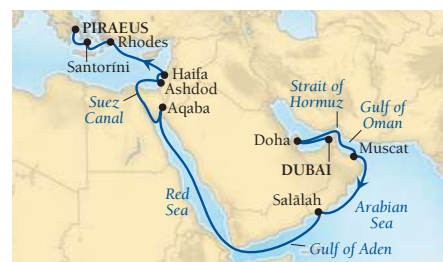 PIRAEUS
Rhodes
Santoríni
Haifa
Ashdod
Suez
Canal
Aqaba
Strait of
Hormuz
Gulf of
Oman
Doha
DUBAI
Muscat
Red
Sea
Salālah
Arabian
Sea
Gulf of Aden